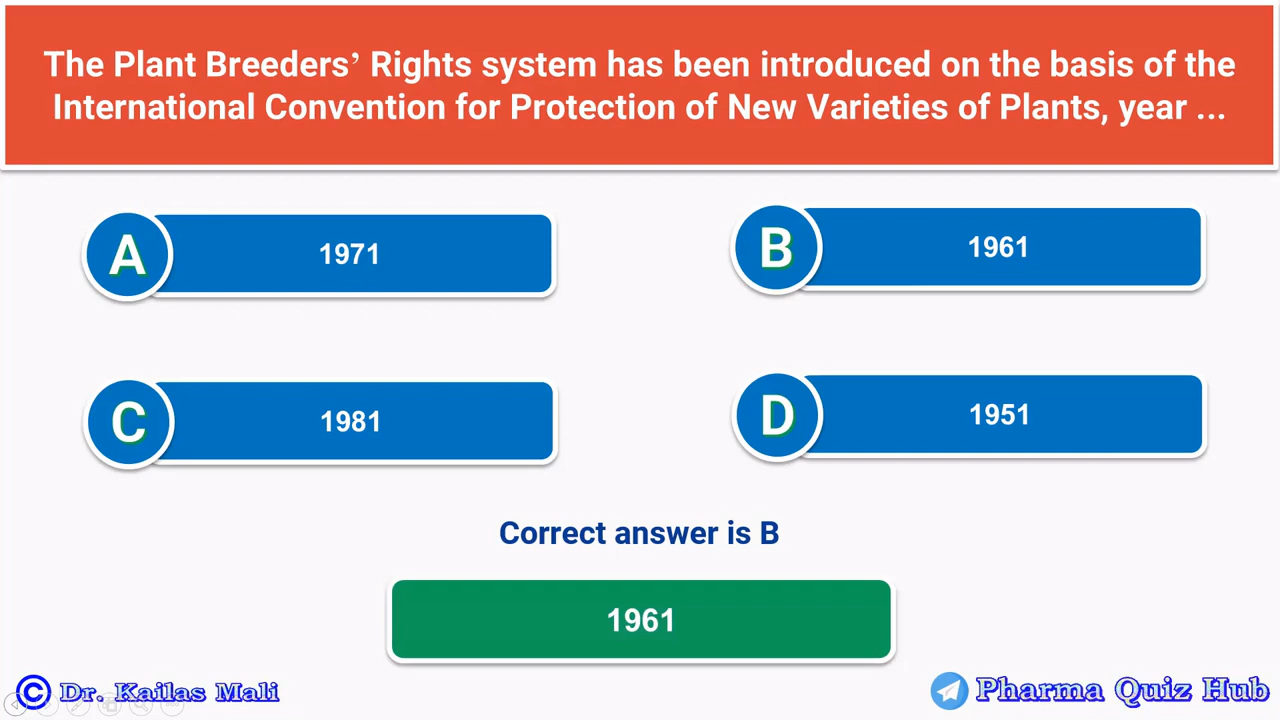 The Plant Breeders’ Rights system has been introduced on the basis of the
International Convention for Protection of New Varieties of Plants, year ...
A
1971
B
1961
C
1981
D
1951
Correct answer is B
1961
© Dr. Kailas Mali
Pharma Quiz Hub